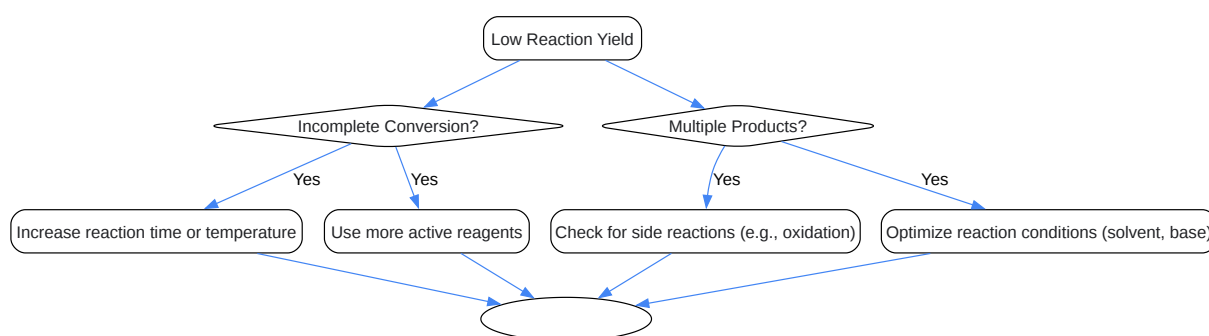 Low Reaction Yield
Incomplete Conversion?
Multiple Products?
Yes
Yes
Yes
Yes
Increase reaction time or temperature
Use more active reagents
Check for side reactions (e.g., oxidation)
Optimize reaction conditions (solvent, base)